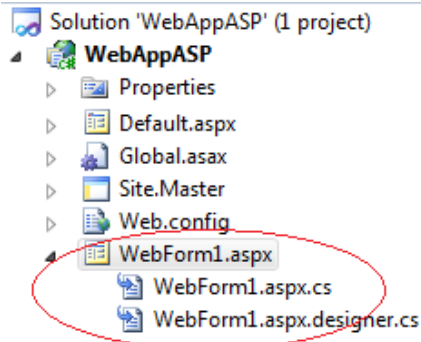 Solution 'WebAppASP' (1 project)
WebAppASP
Properties
Default.aspx
Global.asax
Site.Master
Web.config
WebForm1.aspx
WebForm1.aspx.cs
WebForm1.aspx.designer.cs